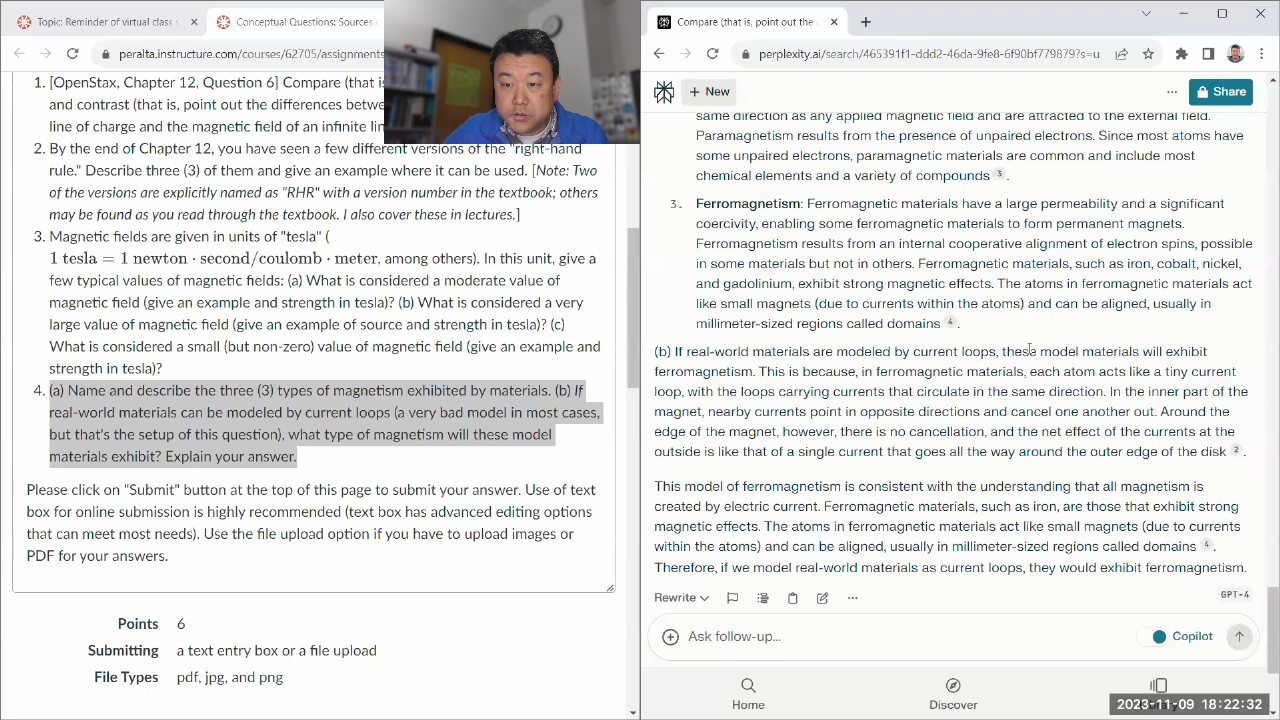 Topic: Reminder of virtual class s
Conceptual Questions: Sources o
peralta.instructure.com/courses/62705/assignments
1. [OpenStax Chapter 12, Question 6] Compare (that is
and contrast (that is, point out the differences betwe
line of charge and the magnetic field of an infinite lin
2. By the end of Chapter 12, you have seen a few different versions of the "right-hand
rule." Describe three (3) of them and give an example where it can be used. [Note: Two
of the versions are explicitly named as "RHR" with a version number in the textbook; others
may be found as you read through the textbook. I also cover these in lectures.]
3. Magnetic fields are given in units of "tesla" (
1 tesla = 1 newton · second/coulomb · meter, among others). In this unit, give a
few typical values of magnetic fields: (a) What is considered a moderate value of
magnetic field (give an example and strength in tesla)? (b) What is considered a very
large value of magnetic field (give an example of source and strength in tesla)? (c)
What is considered a small (but non-zero) value of magnetic field (give an example and
strength in tesla)?
4. (a) Name and describe the three (3) types of magnetism exhibited by materials. (b) If
real-world materials can be modeled by current loops (a very bad model in most cases,
but that's the setup of this question), what type of magnetism will these model
materials exhibit? Explain your answer.
Please click on "Submit" button at the top of this page to submit your answer. Use of text
box for online submission is highly recommended (text box has advanced editing options
that can meet most needs). Use the file upload option if you have to upload images or
PDF for your answers.
Points 6
Submitting a text entry box or a file upload
File Types pdf, jpg, and png
Compare (that is, point out the
perplexity.ai/search/465391f1-ddd2-46da-9fe8-6f90bf779879?s=u
New
Share
same direction as any applied magnetic field and are attracted to the external field.
Paramagnetism results from the presence of unpaired electrons. Since most atoms have
some unpaired electrons, paramagnetic materials are common and include most
chemical elements and a variety of compounds 3 .
3. Ferromagnetism: Ferromagnetic materials have a large permeability and a significant
coercivity, enabling some ferromagnetic materials to form permanent magnets.
Ferromagnetism results from an internal cooperative alignment of electron spins, possible
in some materials but not in others. Ferromagnetic materials, such as iron, cobalt, nickel,
and gadolinium, exhibit strong magnetic effects. The atoms in ferromagnetic materials act
like small magnets (due to currents within the atoms) and can be aligned, usually in
millimeter-sized regions called domains 4 .
(b) If real-world materials are modeled by current loops, these model materials will exhibit
ferromagnetism. This is because, in ferromagnetic materials, each atom acts like a tiny current
loop, with the loops carrying currents that circulate in the same direction. In the inner part of the
magnet, nearby currents point in opposite directions and cancel one another out. Around the
edge of the magnet, however, there is no cancellation, and the net effect of the currents at the
outside is like that of a single current that goes all the way around the outer edge of the disk 2 .
This model of ferromagnetism is consistent with the understanding that all magnetism is
created by electric current. Ferromagnetic materials, such as iron, are those that exhibit strong
magnetic effects. The atoms in ferromagnetic materials act like small magnets (due to currents
within the atoms) and can be aligned, usually in millimeter-sized regions called domains 4 .
Therefore, if we model real-world materials as current loops, they would exhibit ferromagnetism.
Rewrite
GPT-4
Ask follow-up...
Copilot
Home
Discover
2023-11-09 18:22:32